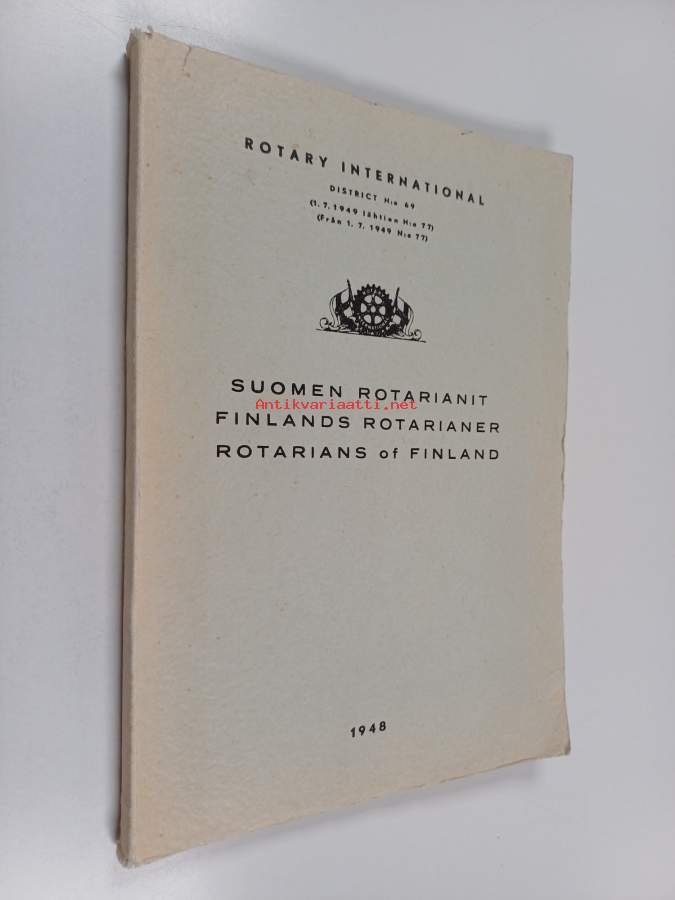 ROTARY INTERNATIONAL
DISTRICT N:o 69
(1. 7. 1949 lähtien N:o 77)
(Från 1. 7. 1949 N:o 77)
SUOMEN ROTARIANIT
Antikvariaatti.net
FINLANDS ROTARIANER
ROTARIANS of FINLAND
1948